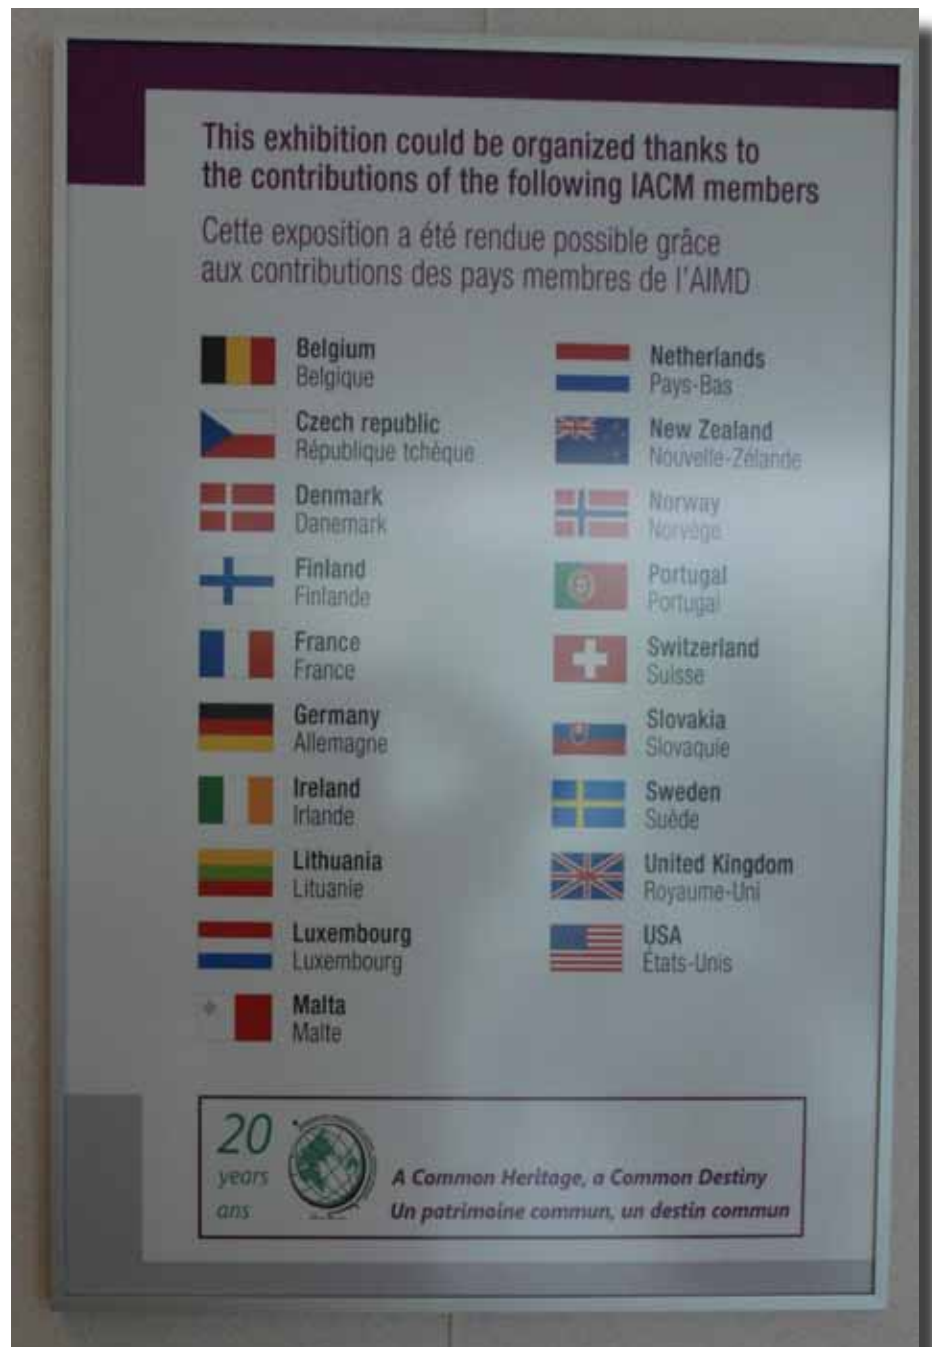 This exhibition could be organized thanks to
the contributions of the following IACM members
Cette exposition a été rendue possible grâce
aux contributions des pays membres de l'AIMD
Belgium
Belgique
Czech republic
République tchèque
Denmark
Danemark
Finland
Finlande
France
France
Germany
Allemagne
Ireland
Irlande
Lithuania
Lituanie
Luxembourg
Luxembourg
Malta
Malte
Netherlands
Pays-Bas
New Zealand
Nouvelle-Zélande
Norway
Norvège
Portugal
Portugal
Switzerland
Suisse
Slovakia
Slovaquie
Sweden
Suède
United Kingdom
Royaume-Uni
USA
États-Unis
20
years
ans
A Common Heritage, a Common Destiny
Un patrimoine commun, un destin commun